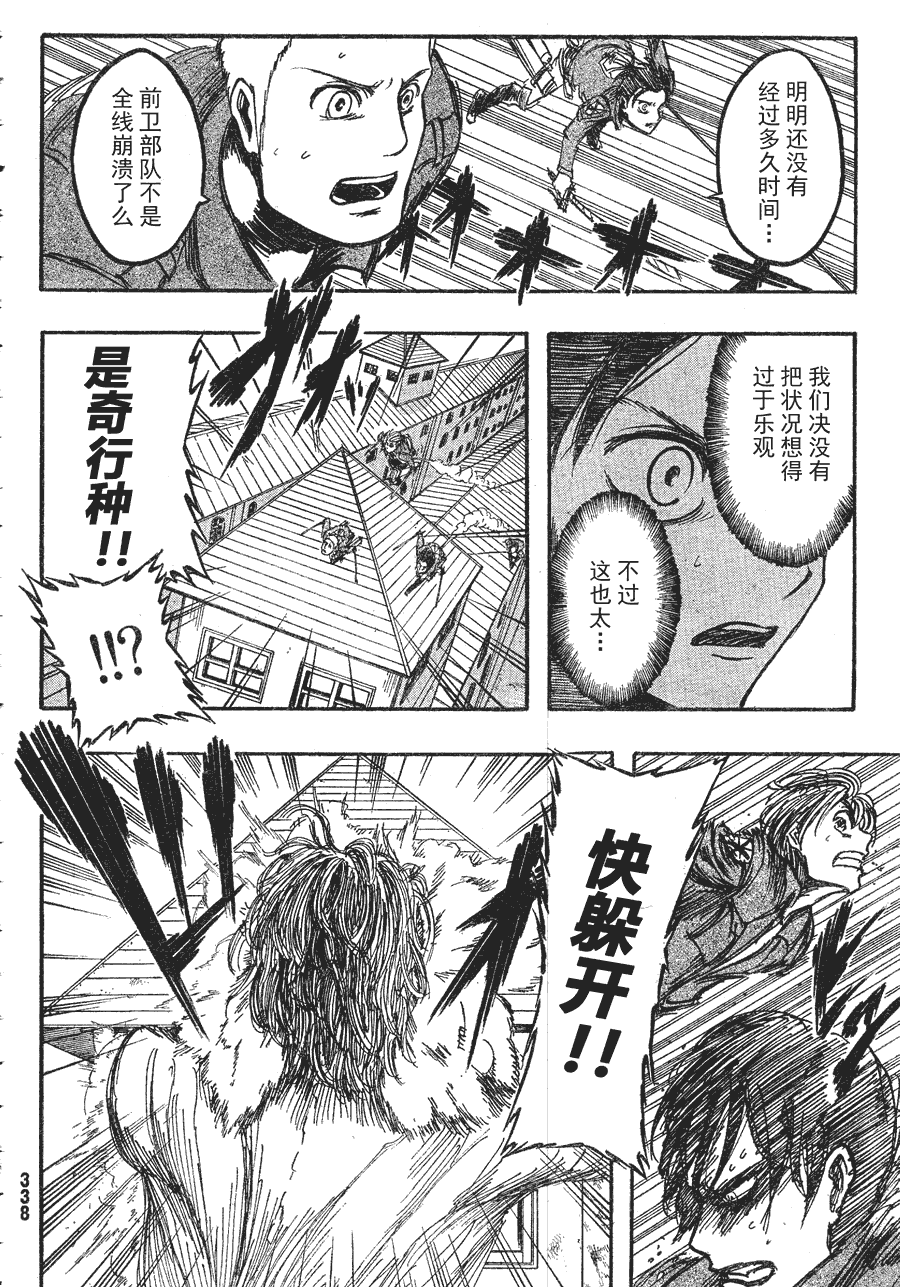 明明还没有
经过多久时间…
前卫部队不是
全线崩溃了么
我们决没有
把状况想得
过于乐观
不过
这也太…
是奇行种!!
!!?
快躲开!!
338